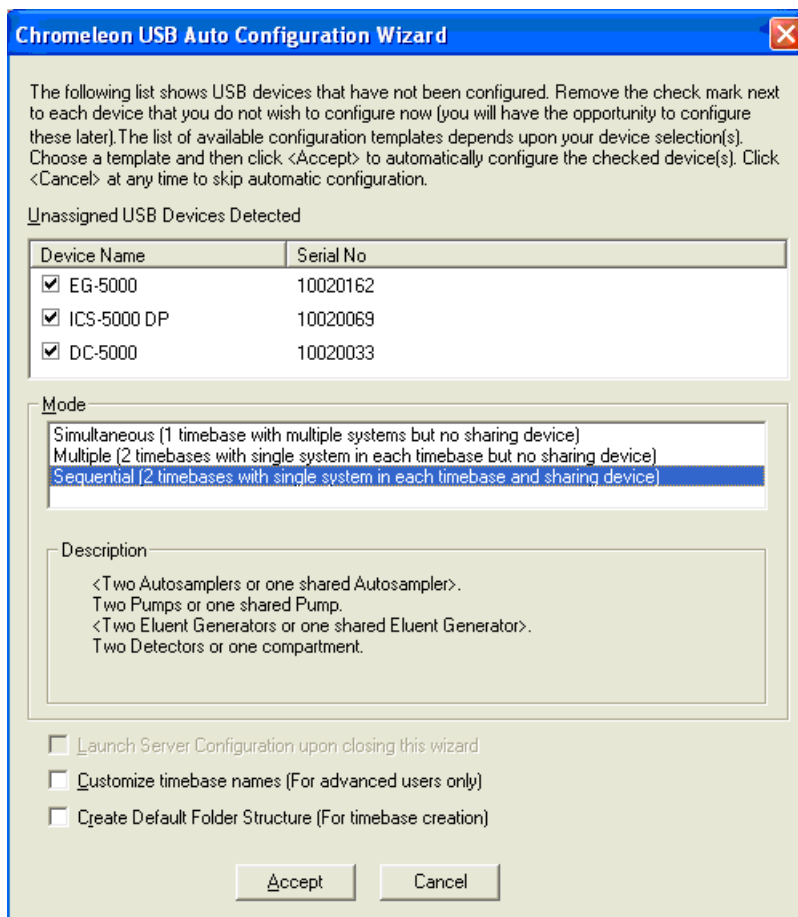 Chromeleon USB Auto Configuration Wizard
The following list shows USB devices that have not been configured. Remove the check mark next
to each device that you do not wish to configure now (you will have the opportunity to configure
these later).The list of available configuration templates depends upon your device selection(s).
Choose a template and then click <Accept> to automatically configure the checked device(s). Click
<Cancel> at any time to skip automatic configuration.
Unassigned USB Devices Detected
Device Name Serial No
EG-5000 10020162
ICS-5000 DP 10020069
DC-5000 10020033
Mode
Simultaneous (1 timebase with multiple systems but no sharing device)
Multiple (2 timebases with single system in each timebase but no sharing device)
Sequential (2 timebases with single system in each timebase and sharing device)
Description
<Two Autosamplers or one shared Autosampler>.
Two Pumps or one shared Pump.
<Two Eluent Generators or one shared Eluent Generator>.
Two Detectors or one compartment.
Launch Server Configuration upon closing this wizard
Customize timebase names (For advanced users only)
Create Default Folder Structure (For timebase creation)
Accept Cancel